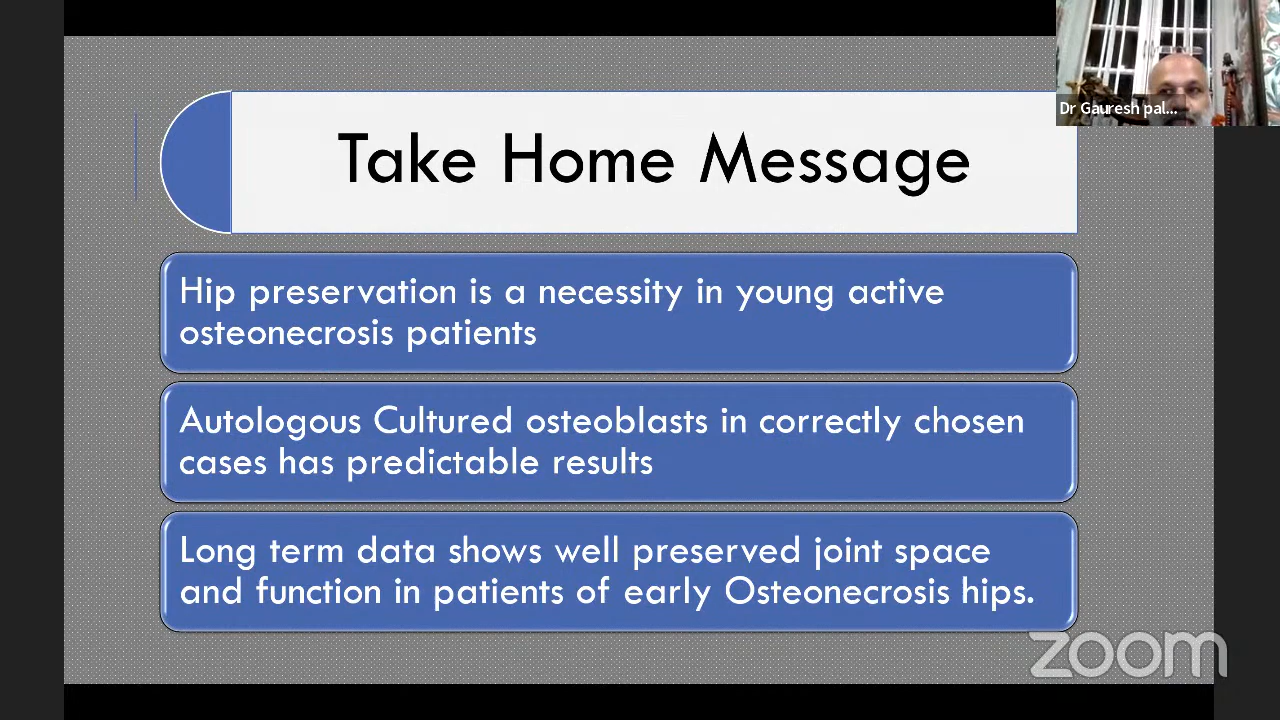 Dr Gauresh pal...
Take Home Message
Hip preservation is a necessity in young active
osteonecrosis patients
Autologous Cultured osteoblasts in correctly chosen
cases has predictable results
Long term data shows well preserved joint space
and function in patients of early Osteonecrosis hips.
zoom